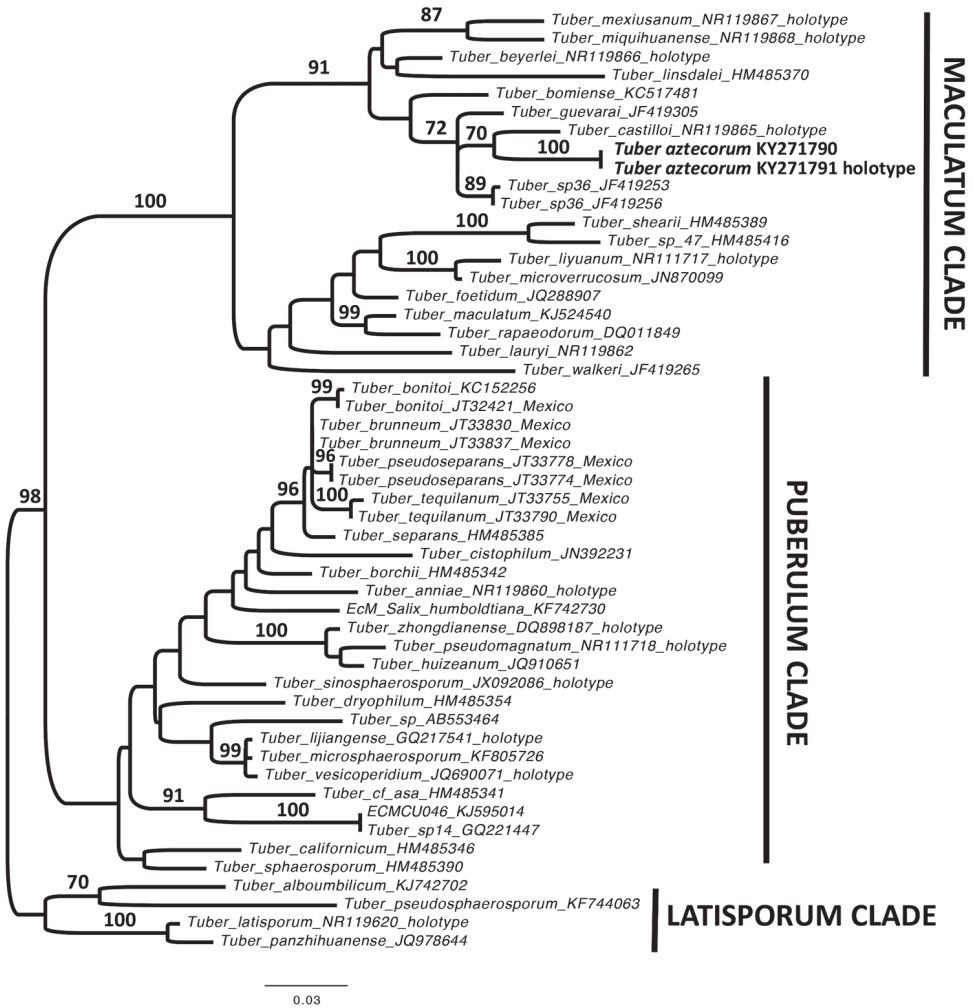 87
Tuber_mexiusanum_NR119867_holotype
Tuber_miquihuanense_NR119868_holotype
Tuber_beyerlei_NR119866_holotype
91
Tuber_linsdalei_HM485370
Tuber_bomiense_KC517481
Tuber_guevarai_JF419305
72
70
Tuber_castilloi_NR119865_holotype
100
Tuber aztecorum KY271790
Tuber aztecorum KY271791 holotype
89
Tuber_sp36_JF419253
Tuber_sp36_JF419256
100
100
Tuber_shearii_HM485389
Tuber_sp_47_HM485416
100
Tuber_liyuanum_NR111717_holotype
Tuber_microverrucosum_JN870099
Tuber_foetidum_JQ288907
99
Tuber_maculatum_KJ524540
Tuber_rapaeodorum_DQ011849
Tuber_lauryi_NR119862
Tuber_walkeri_JF419265
MACULATUM CLADE
99
Tuber_bonitoi_KC152256
Tuber_bonitoi_JT32421_Mexico
Tuber_brunneum_JT33830_Mexico
Tuber_brunneum_JT33837_Mexico
96
Tuber_pseudoseparans_JT33778_Mexico
Tuber_pseudoseparans_JT33774_Mexico
98
96
100
Tuber_tequilanum_JT33755_Mexico
Tuber_tequilanum_JT33790_Mexico
Tuber_separans_HM485385
Tuber_cistophilum_JN392231
Tuber_borchii_HM485342
Tuber_anniae_NR119860_holotype
EcM_Salix_humboldtiana_KF742730
100
Tuber_zhongdianense_DQ898187_holotype
Tuber_pseudomagnatum_NR111718_holotype
Tuber_huizeanum_JQ910651
Tuber_sinosphaerosporum_JX092086_holotype
Tuber_dryophilum_HM485354
Tuber_sp_AB553464
99
Tuber_lijiangense_GQ217541_holotype
Tuber_microsphaerosporum_KF805726
Tuber_vesicoperidium_JQ690071_holotype
91
Tuber_cf_asa_HM485341
100
ECMCU046_KJ595014
Tuber_sp14_GQ221447
Tuber_californicum_HM485346
Tuber_sphaerosporum_HM485390
PUBERULUM CLADE
70
Tuber_alboumbilicum_KJ742702
Tuber_pseudosphaerosporum_KF744063
100
Tuber_latisporum_NR119620_holotype
Tuber_panzhihuanense_JQ978644
LATISPORUM CLADE
0.03